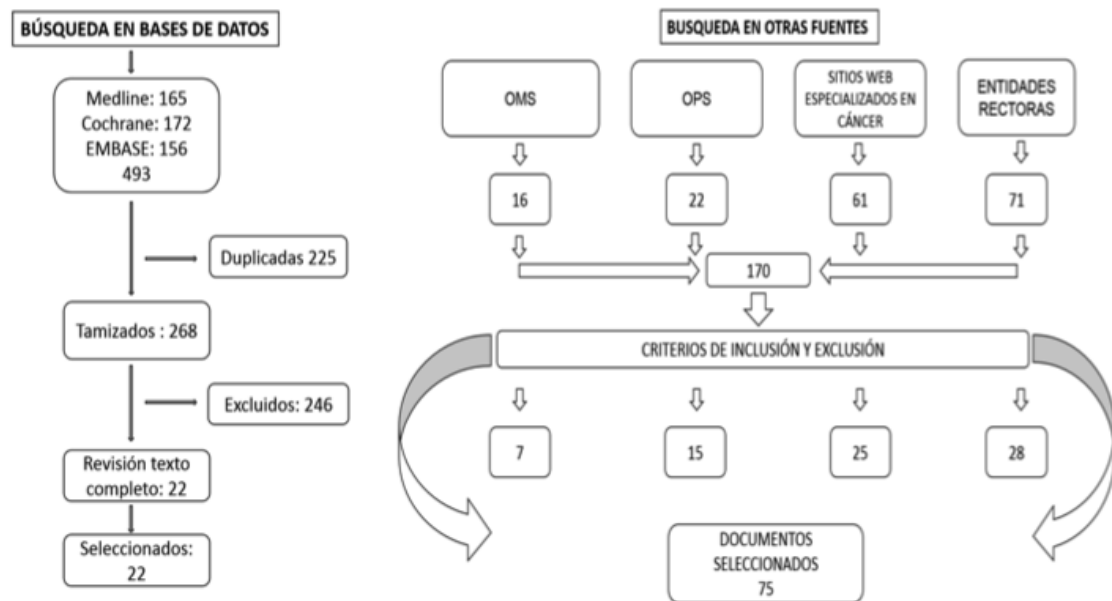 BÚSQUEDA EN BASES DE DATOS
Medline: 165
Cochrane: 172
EMBASE: 156
493
Duplicadas 225
Tamizados : 268
Excluidos: 246
Revisión texto
completo: 22
Seleccionados:
22
BUSQUEDA EN OTRAS FUENTES
OMS
OPS
SITIOS WEB
ESPECIALIZADOS EN
CÁNCER
ENTIDADES
RECTORAS
16
22
61
71
170
CRITERIOS DE INCLUSIÓN Y EXCLUSIÓN
7
15
25
28
DOCUMENTOS
SELECCIONADOS
75